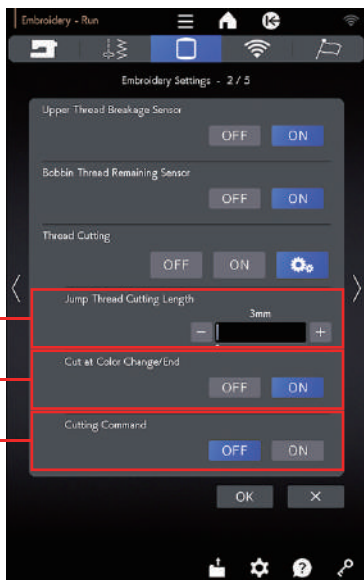 Embroidery - Run
Embroidery Settings - 2 / 5
Upper Thread Breakage Sensor
OFF ON
Bobbin Thread Remaining Sensor
OFF ON
Thread Cutting
OFF ON
Jump Thread Cutting Length
3mm
− +
Cut at Color Change/End
OFF ON
Cutting Command
OFF ON
OK ×